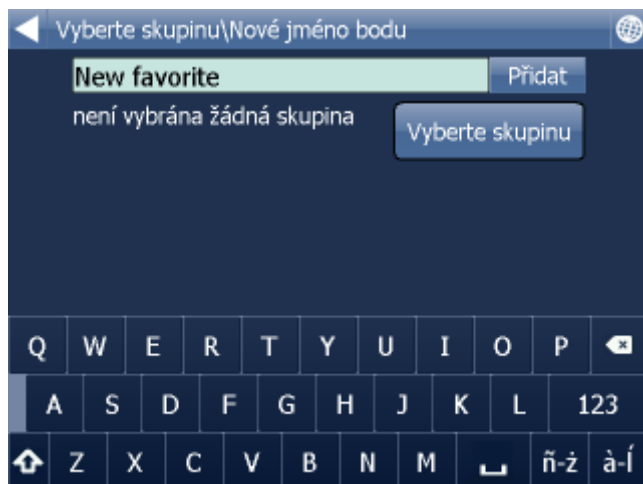 Vyberte skupinu\Nové jméno bodu
New favorite Přidat
není vybrána žádná skupina Vyberte skupinu
Q W E R T Y U I O P
A S D F G H J K L 123
Z X C V B N M ñ-ż à-Í